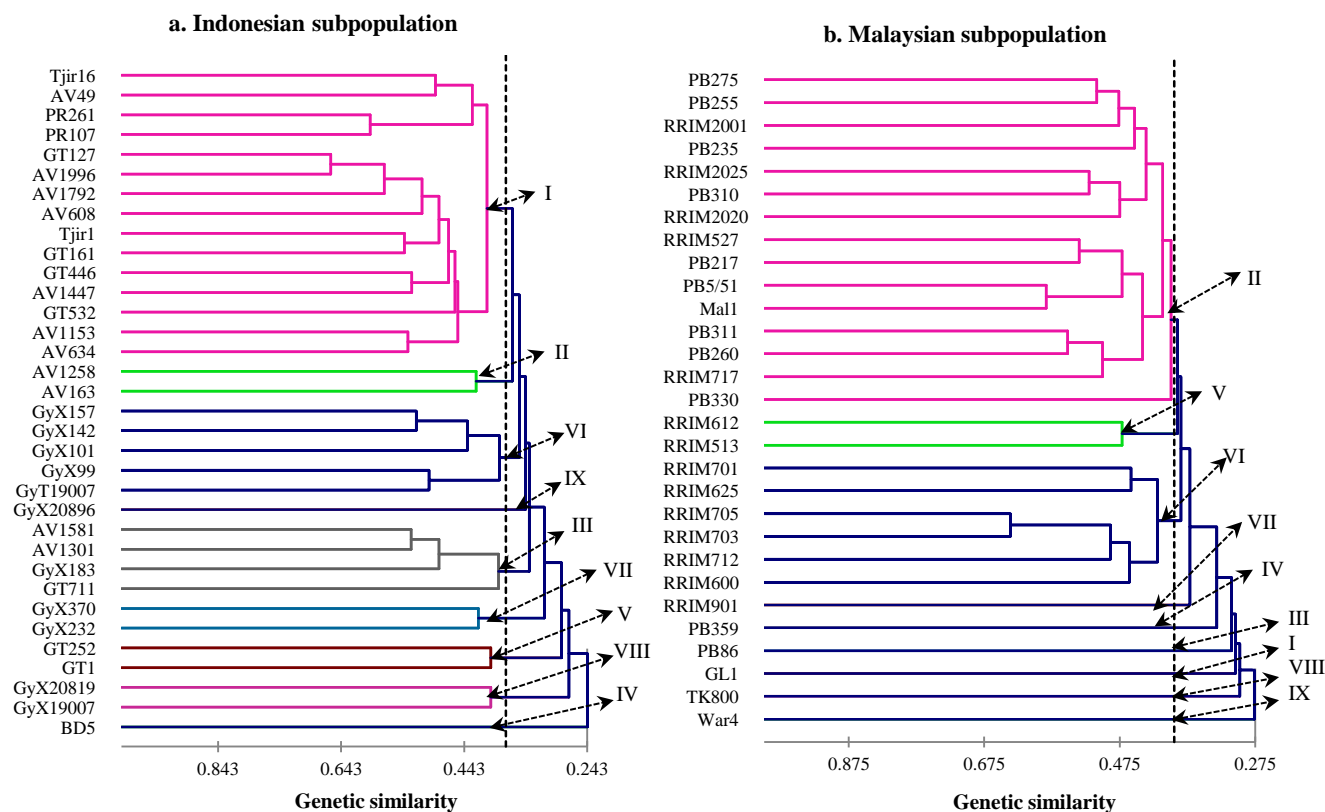 a. Indonesian subpopulation
Tjir16
AV49
PR261
PR107
GT127
AV1996
AV1792
AV608
Tjir1
GT161
GT446
AV1447
GT532
AV1153
AV634
AV1258
AV163
GyX157
GyX142
GyX101
GyX99
GyT19007
GyX20896
AV1581
AV1301
GyX183
GT711
GyX370
GyX232
GT252
GT1
GyX20819
GyX19007
BD5
I
II
VI
IX
III
VII
V
VIII
IV
0.843 0.643 0.443 0.243
Genetic similarity
b. Malaysian subpopulation
PB275
PB255
RRIM2001
PB235
RRIM2025
PB310
RRIM2020
RRIM527
PB217
PB5/51
Mal1
PB311
PB260
RRIM717
PB330
RRIM612
RRIM513
RRIM701
RRIM625
RRIM705
RRIM703
RRIM712
RRIM600
RRIM901
PB359
PB86
GL1
TK800
War4
II
V
VI
VII
IV
III
I
VIII
IX
0.875 0.675 0.475 0.275
Genetic similarity